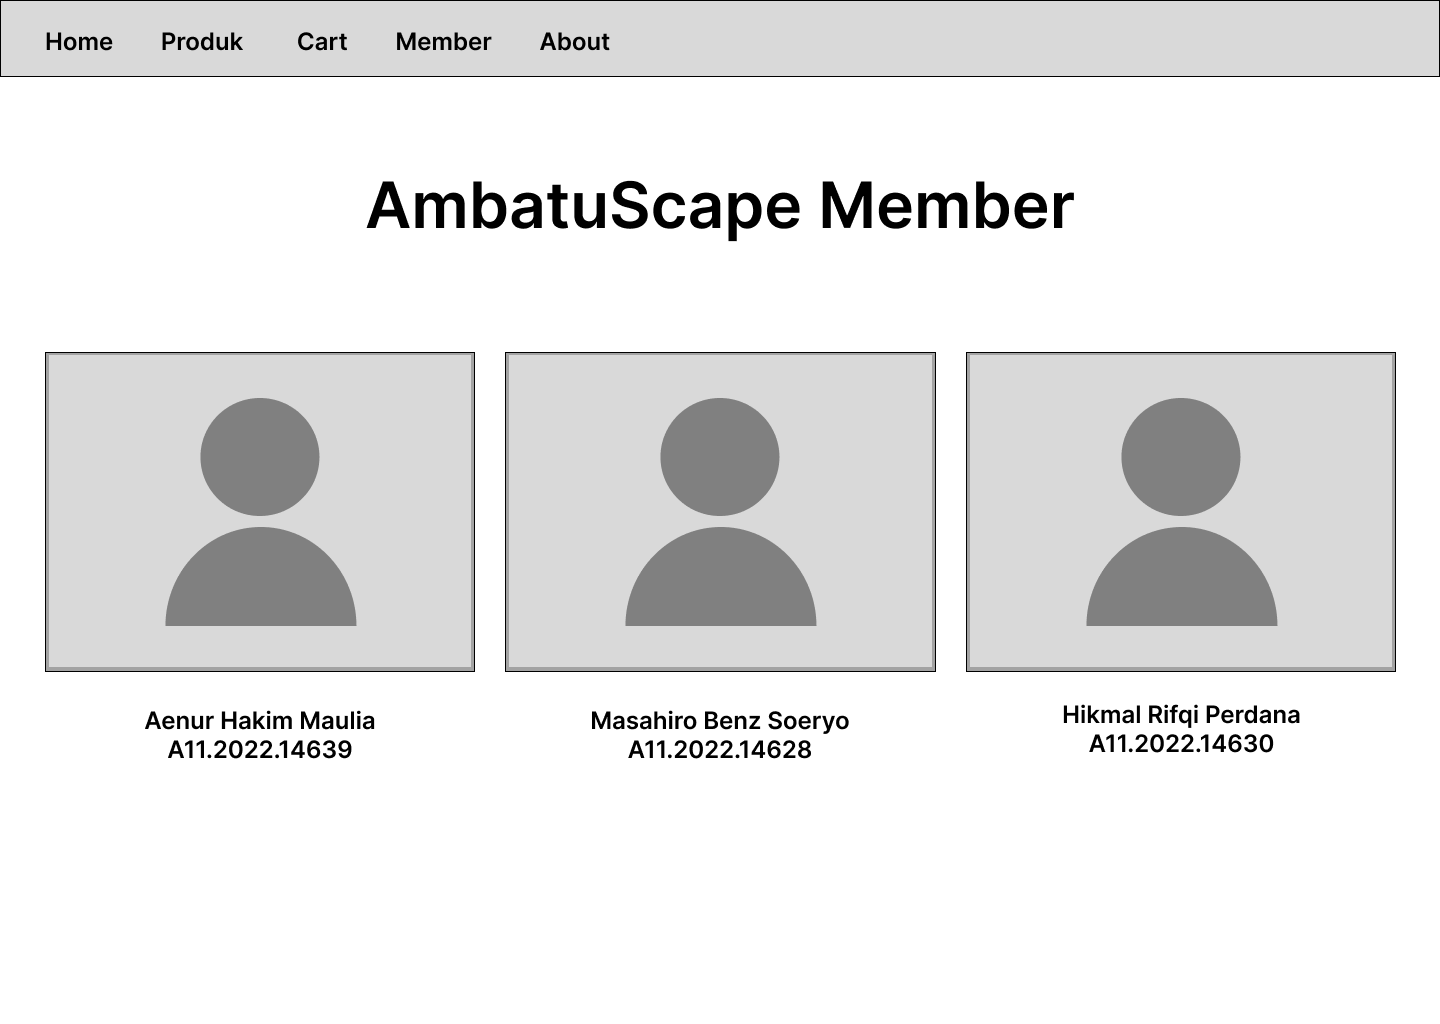 Home Produk Cart Member About
AmbatuScape Member
Aenur Hakim Maulia
A11.2022.14639
Masahiro Benz Soeryo
A11.2022.14628
Hikmal Rifqi Perdana
A11.2022.14630